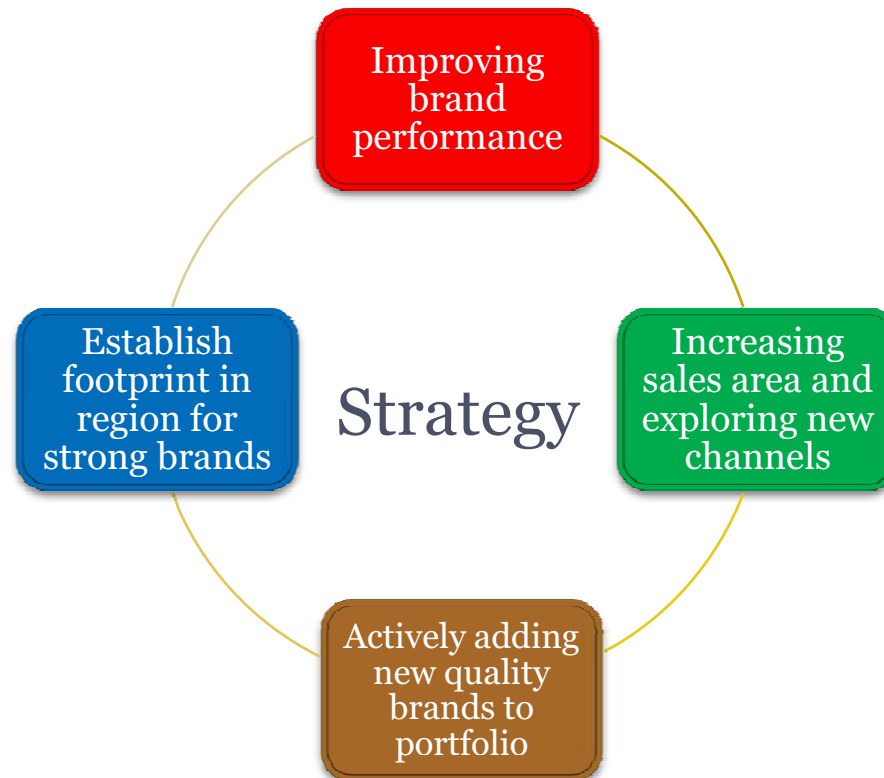 Improving
brand
performance
Establish
footprint in
region for
strong brands
Strategy
Increasing
sales area and
exploring new
channels
Actively adding
new quality
brands to
portfolio